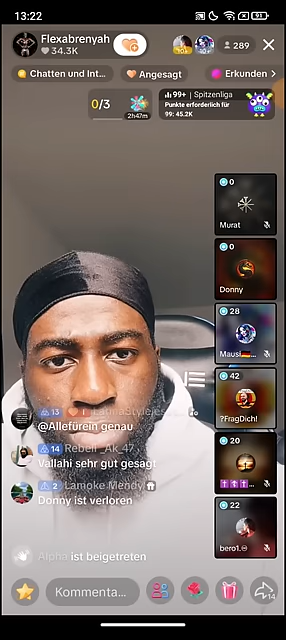 13:22
91
Flexabrenyah
34.3K
289
Chatten und Int...
Angesagt
Erkunden
0/3
2h47m
99+ | Spitzenliga
Punkte erforderlich für
99: 45.2K
0
Murat
0
Donny
28
Mausi
42
?FragDich!
20
22
bero1.
13
@Allefürein genau
14 Rebell_Ak_47
Vallahi sehr gut gesagt
2 Lamoke Mendy
Donny ist verloren
Alpha ist beigetreten
Kommenta...
14